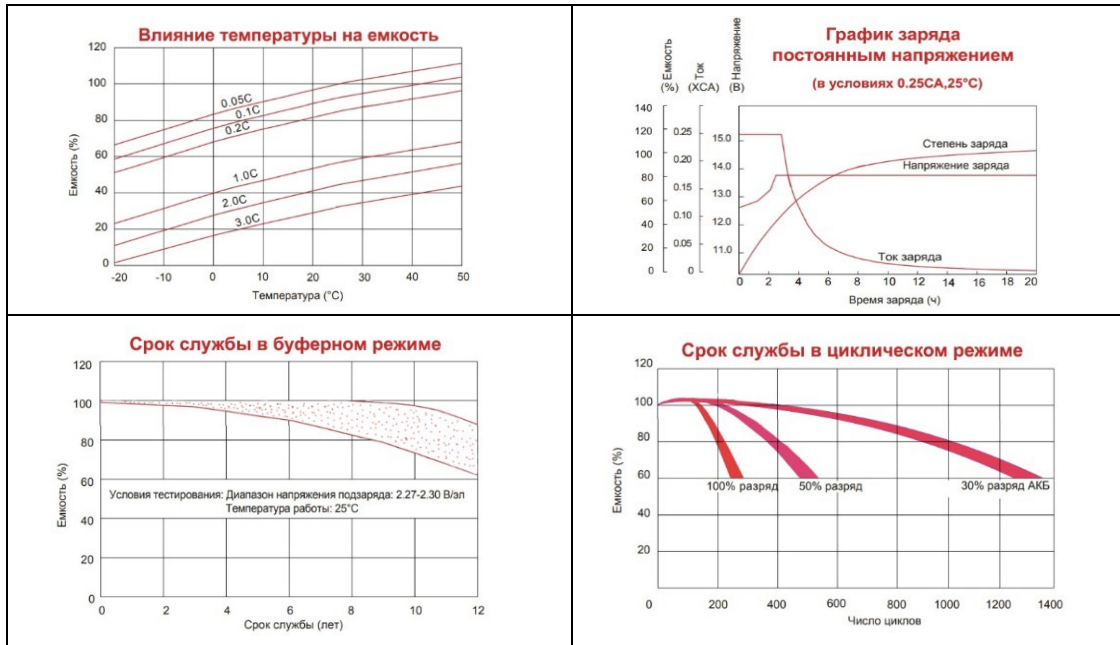 Влияние температуры на емкость
120
100
80
60
40
20
0
Емкость (%)
0.05C
0.1C
0.2C
1.0C
2.0C
3.0C
-20 -10 0 10 20 30 40 50
Температура (°C)
График заряда
постоянным напряжением
(в условиях 0.25CA,25°C)
Емкость
(%)
Ток
(XCA)
Напряжение
(В)
140
120
100
80
60
40
20
0
0.25
0.20
0.15
0.10
0.05
0
15.0
14.0
13.0
12.0
11.0
Степень заряда
Напряжение заряда
Ток заряда
0 2 4 6 8 10 12 14 16 18 20
Время заряда (ч)
Срок службы в буферном режиме
120
100
80
60
40
20
0
Емкость (%)
Условия тестирования: Диапазон напряжения подзаряда: 2.27-2.30 В/эл
Температура работы: 25°C
0 2 4 6 8 10 12
Срок службы (лет)
Срок службы в циклическом режиме
120
100
80
60
40
20
Емкость (%)
100% разряд
50% разряд
30% разряд АКБ
0 200 400 600 800 1000 1200 1400
Число циклов